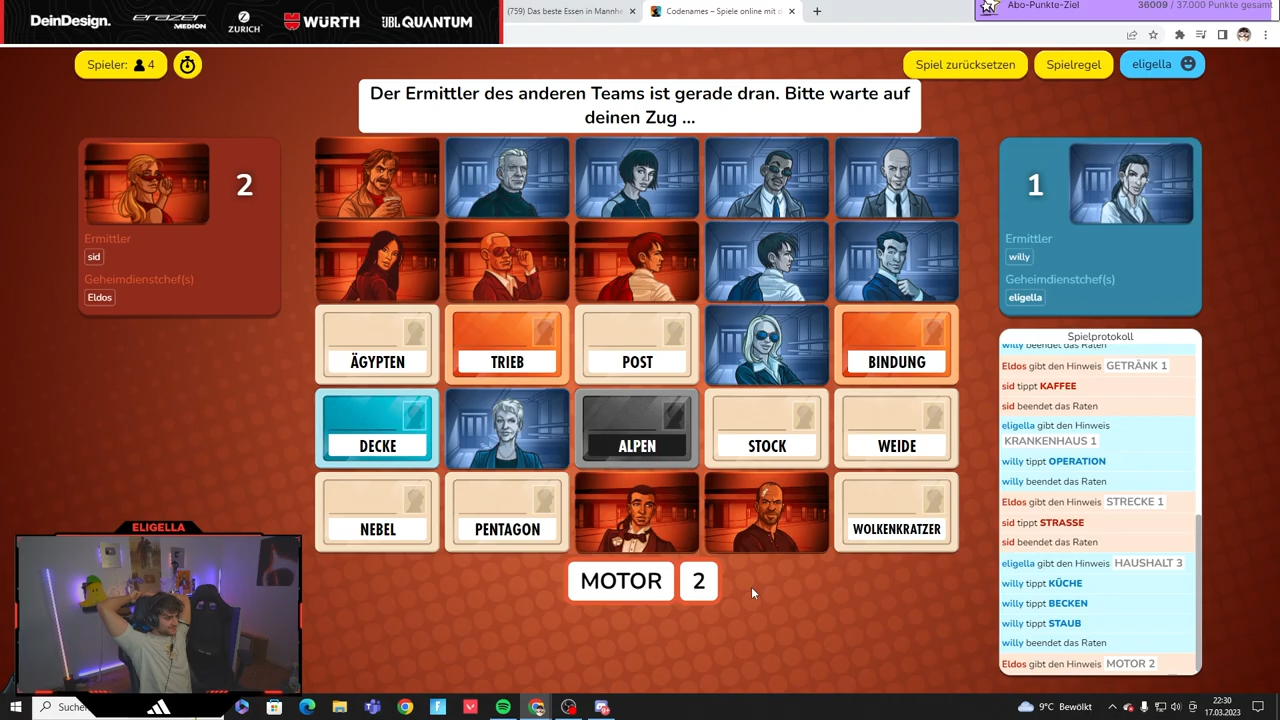 DeinDesign.
erazer
MEDION
ZURICH
WÜRTH
JBL QUANTUM
(759) Das beste Essen in Mannhe
Codenames – Spiele online mit d
Abo-Punkte-Ziel
36009 / 37.000 Punkte gesamt
Spieler: 4
Spiel zurücksetzen
Spielregel
eligella
Der Ermittler des anderen Teams ist gerade dran. Bitte warte auf
deinen Zug ...
2
Ermittler
sid
Geheimdienstchef(s)
Eldos
1
Ermittler
willy
Geheimdienstchef(s)
eligella
ÄGYPTEN
TRIEB
POST
BINDUNG
DECKE
ALPEN
STOCK
WEIDE
NEBEL
PENTAGON
WOLKENKRATZER
MOTOR 2
Spielprotokoll
willy beendet das Raten
Eldos gibt den Hinweis GETRÄNK 1
sid tippt KAFFEE
sid beendet das Raten
eligella gibt den Hinweis
KRANKENHAUS 1
willy tippt OPERATION
willy beendet das Raten
Eldos gibt den Hinweis STRECKE 1
sid tippt STRASSE
sid beendet das Raten
eligella gibt den Hinweis HAUSHALT 3
willy tippt KÜCHE
willy tippt BECKEN
willy tippt STAUB
willy beendet das Raten
Eldos gibt den Hinweis MOTOR 2
ELIGELLA
Suche
9°C Bewölkt
22:30
17.03.2023